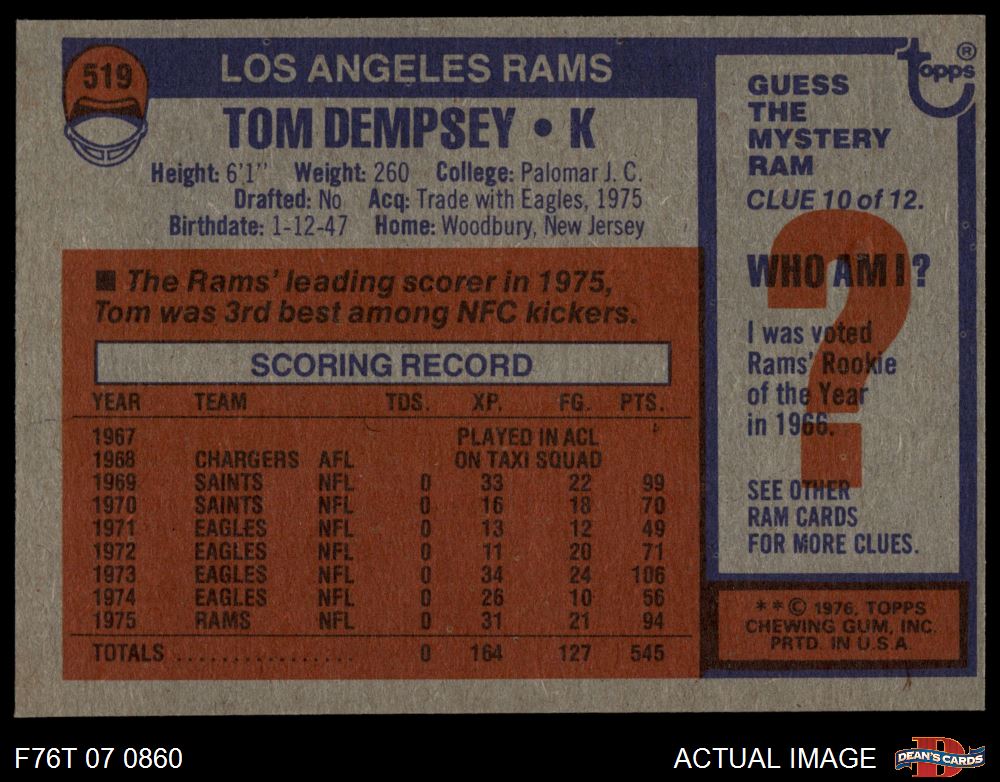 519
LOS ANGELES RAMS
TOM DEMPSEY • K
Height: 6'1" Weight: 260 College: Palomar J. C.
Drafted: No Acq: Trade with Eagles, 1975
Birthdate: 1-12-47 Home: Woodbury, New Jersey
■ The Rams' leading scorer in 1975,
Tom was 3rd best among NFC kickers.
SCORING RECORD
YEAR TEAM TDS. XP. FG. PTS.
1967 PLAYED IN ACL
1968 CHARGERS AFL ON TAXI SQUAD
1969 SAINTS NFL 0 33 22 99
1970 SAINTS NFL 0 16 18 70
1971 EAGLES NFL 0 13 12 49
1972 EAGLES NFL 0 11 20 71
1973 EAGLES NFL 0 34 24 106
1974 EAGLES NFL 0 26 10 56
1975 RAMS NFL 0 31 21 94
TOTALS .................. 0 164 127 545
topps ®
GUESS
THE
MYSTERY
RAM
CLUE 10 of 12.
?
WHO AM I?
I was voted
Rams' Rookie
of the Year
in 1966.
SEE OTHER
RAM CARDS
FOR MORE CLUES.
**© 1976, TOPPS
CHEWING GUM, INC.
PRTD. IN U.S.A.
F76T 07 0860
ACTUAL IMAGE
D
DEAN'S CARDS